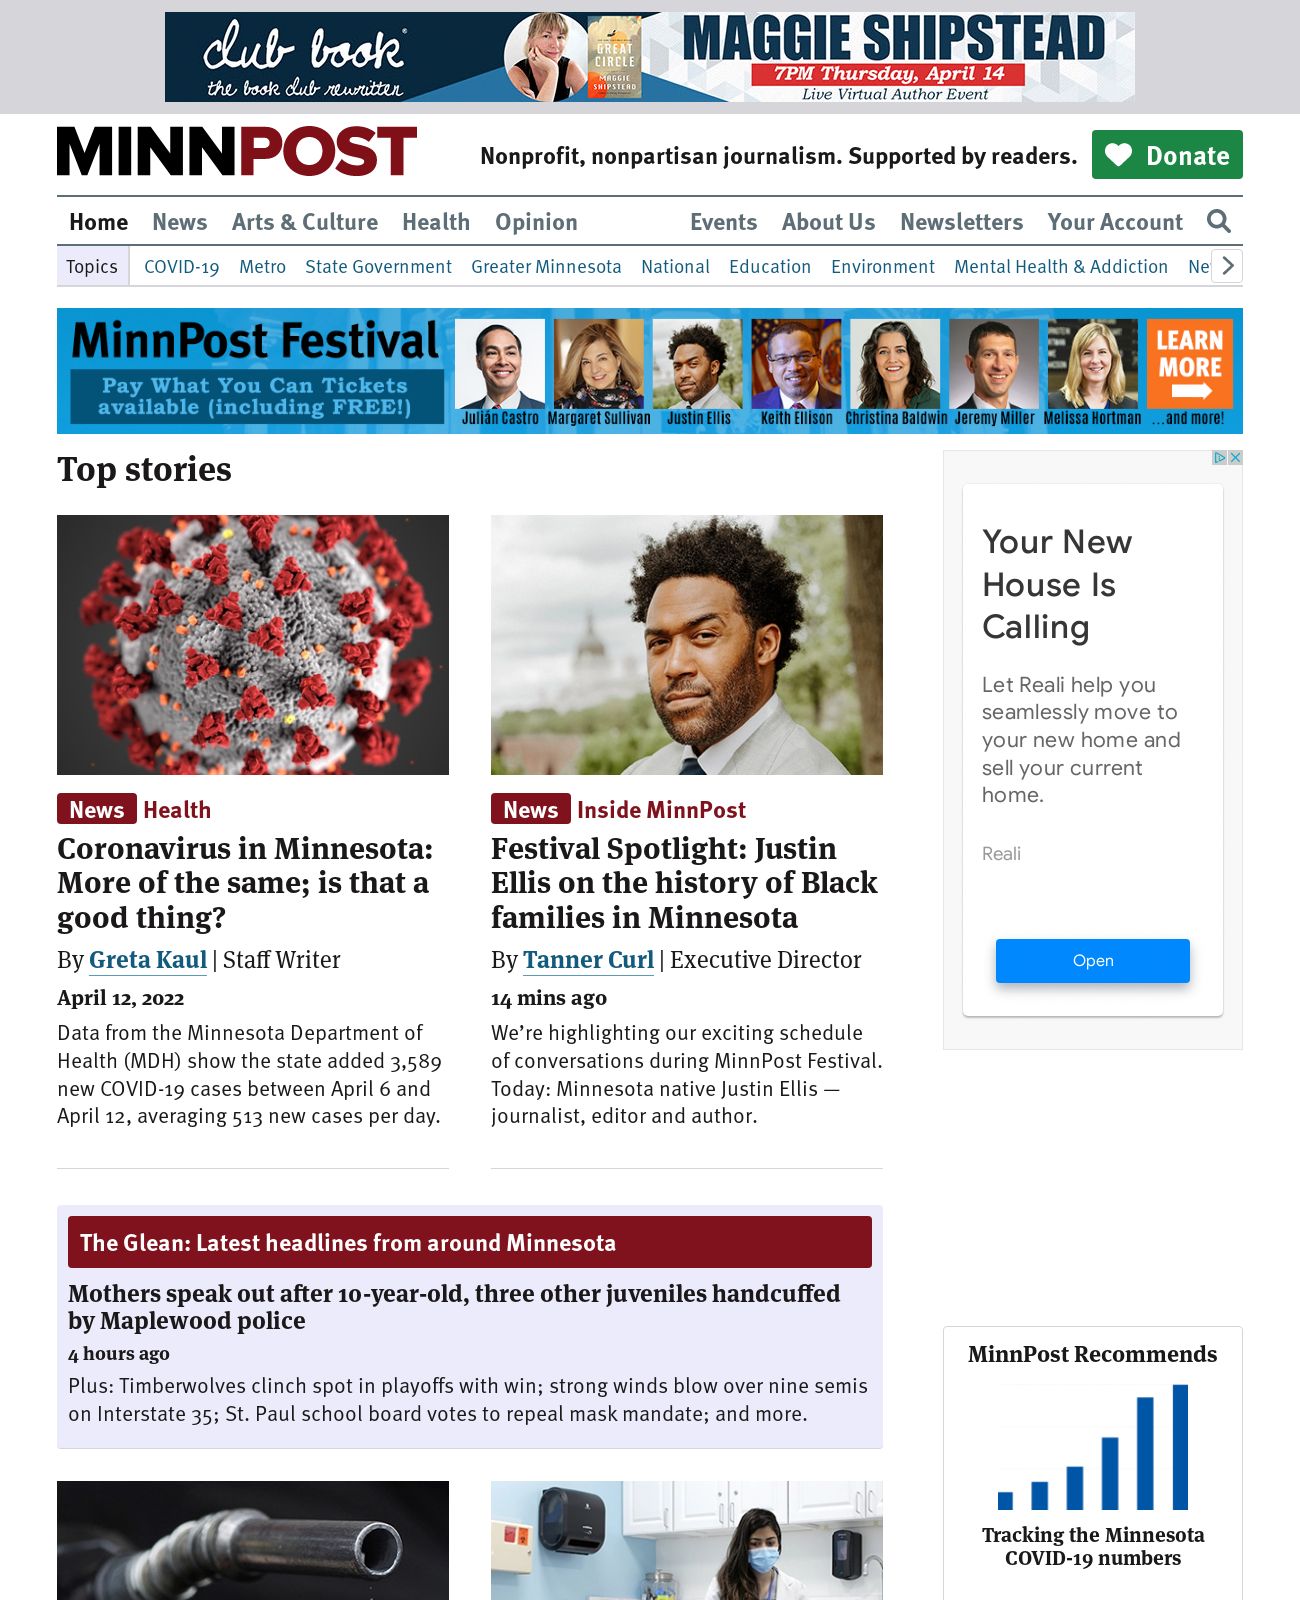 club book
the book club rewritten
GREAT
CIRCLE
MAGGIE
SHIPSTEAD
MAGGIE SHIPSTEAD
7PM Thursday, April 14
Live Virtual Author Event
MINNPOST
Nonprofit, nonpartisan journalism. Supported by readers.
Donate
Home News Arts & Culture Health Opinion Events About Us Newsletters Your Account
Topics COVID-19 Metro State Government Greater Minnesota National Education Environment Mental Health & Addiction Ne
MinnPost Festival
Pay What You Can Tickets
available (including FREE!)
Julián Castro Margaret Sullivan Justin Ellis Keith Ellison Christina Baldwin Jeremy Miller Melissa Hortman
LEARN
MORE
...and more!
Top stories
News Health
Coronavirus in Minnesota:
More of the same; is that a
good thing?
By Greta Kaul | Staff Writer
April 12, 2022
Data from the Minnesota Department of
Health (MDH) show the state added 3,589
new COVID-19 cases between April 6 and
April 12, averaging 513 new cases per day.
News Inside MinnPost
Festival Spotlight: Justin
Ellis on the history of Black
families in Minnesota
By Tanner Curl | Executive Director
14 mins ago
We’re highlighting our exciting schedule
of conversations during MinnPost Festival.
Today: Minnesota native Justin Ellis —
journalist, editor and author.
Your New
House Is
Calling
Let Reali help you
seamlessly move to
your new home and
sell your current
home.
Reali
Open
The Glean: Latest headlines from around Minnesota
Mothers speak out after 10-year-old, three other juveniles handcuffed
by Maplewood police
4 hours ago
Plus: Timberwolves clinch spot in playoffs with win; strong winds blow over nine semis
on Interstate 35; St. Paul school board votes to repeal mask mandate; and more.
MinnPost Recommends
Tracking the Minnesota
COVID-19 numbers